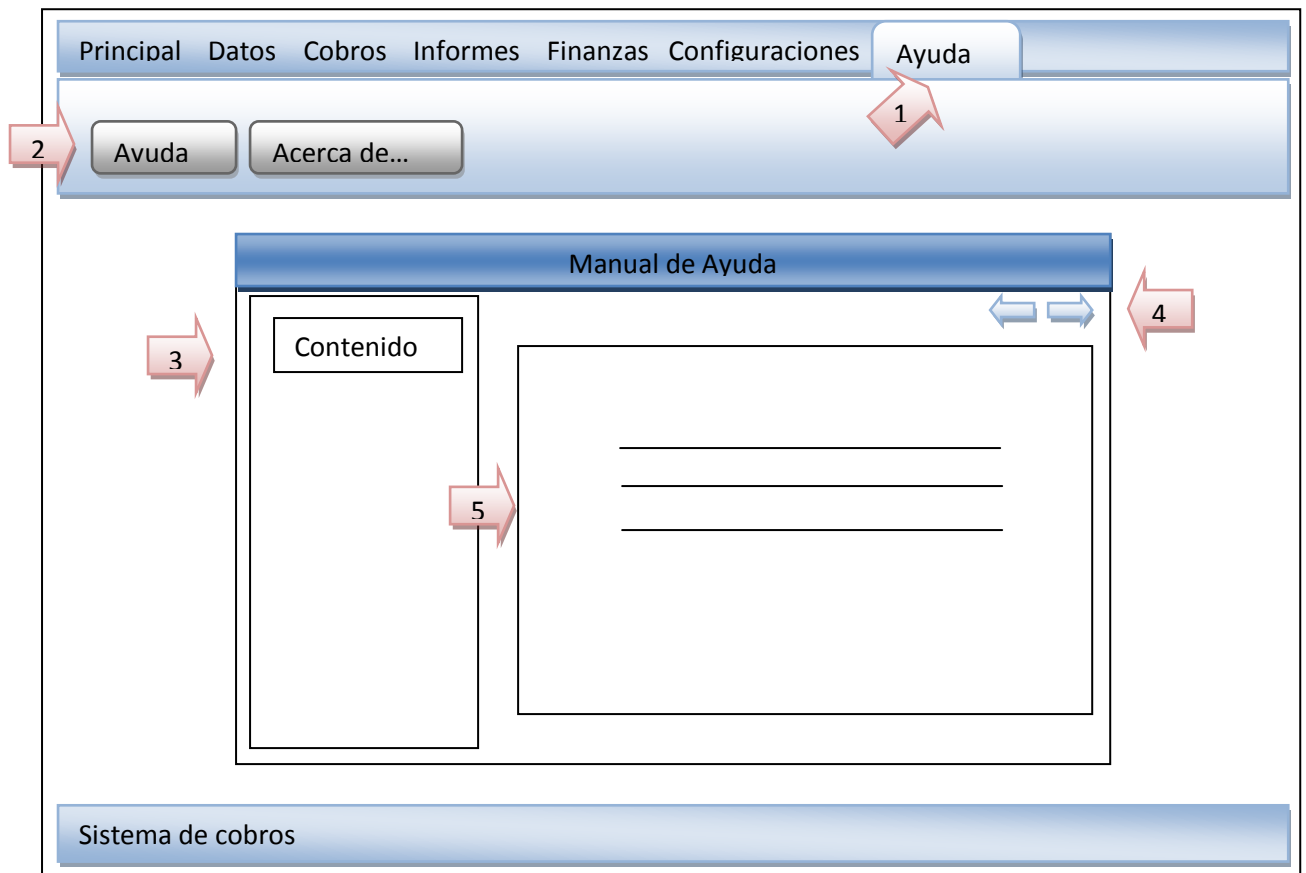 Principal Datos Cobros Informes Finanzas Configuraciones Ayuda
1
2
Ayuda Acerca de...
Manual de Ayuda
4
3
Contenido
5
Sistema de cobros